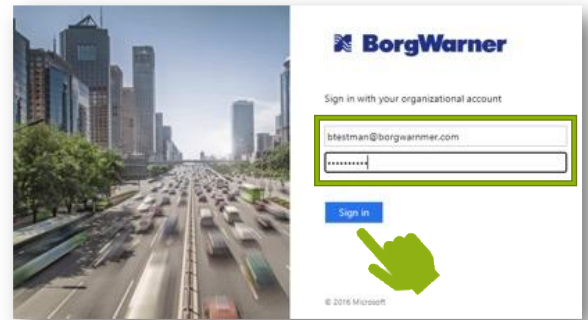 BorgWarner
Sign in with your organizational account
btestman@borgwarnmer.com
••••••••••
Sign in
© 2016 Microsoft